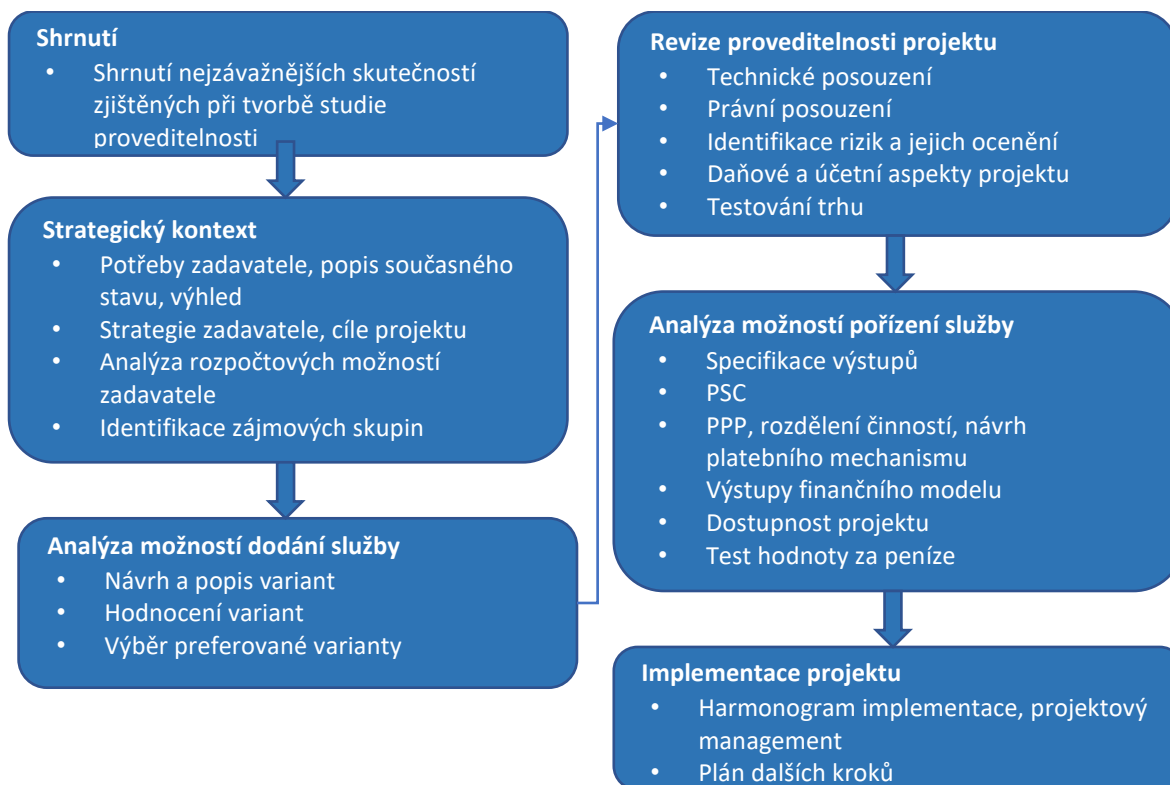 Shrnutí
• Shrnutí nejzávažnějších skutečností
zjištěných při tvorbě studie
proveditelnosti
Strategický kontext
• Potřeby zadavatele, popis současného
stavu, výhled
• Strategie zadavatele, cíle projektu
• Analýza rozpočtových možností
zadavatele
• Identifikace zájmových skupin
Analýza možností dodání služby
• Návrh a popis variant
• Hodnocení variant
• Výběr preferované varianty
Revize proveditelnosti projektu
• Technické posouzení
• Právní posouzení
• Identifikace rizik a jejich ocenění
• Daňové a účetní aspekty projektu
• Testování trhu
Analýza možností pořízení služby
• Specifikace výstupů
• PSC
• PPP, rozdělení činností, návrh
platebního mechanismu
• Výstupy finančního modelu
• Dostupnost projektu
• Test hodnoty za peníze
Implementace projektu
• Harmonogram implementace, projektový
management
• Plán dalších kroků